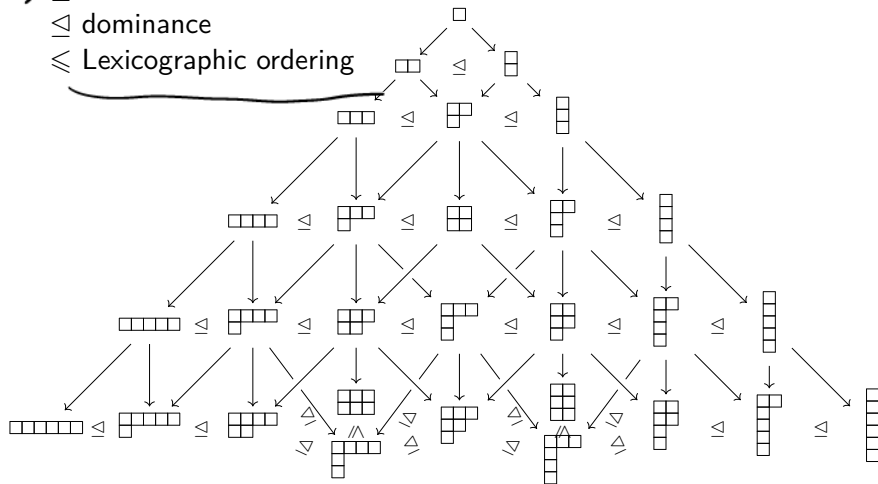 ⊴ dominance
⩽ Lexicographic ordering
⊴
⊴ ⊴
⊴ ⊴ ⊴ ⊴
⊴ ⊴ ⊴ ⊴ ⊴ ⊴
⊴ ⊴ ⊴ ⊴ ⊴ ⊴ ⊴ ⊴
⊴ ⊴ ⩽ ⊴ ⊴ ⩽ ⊴
⊴